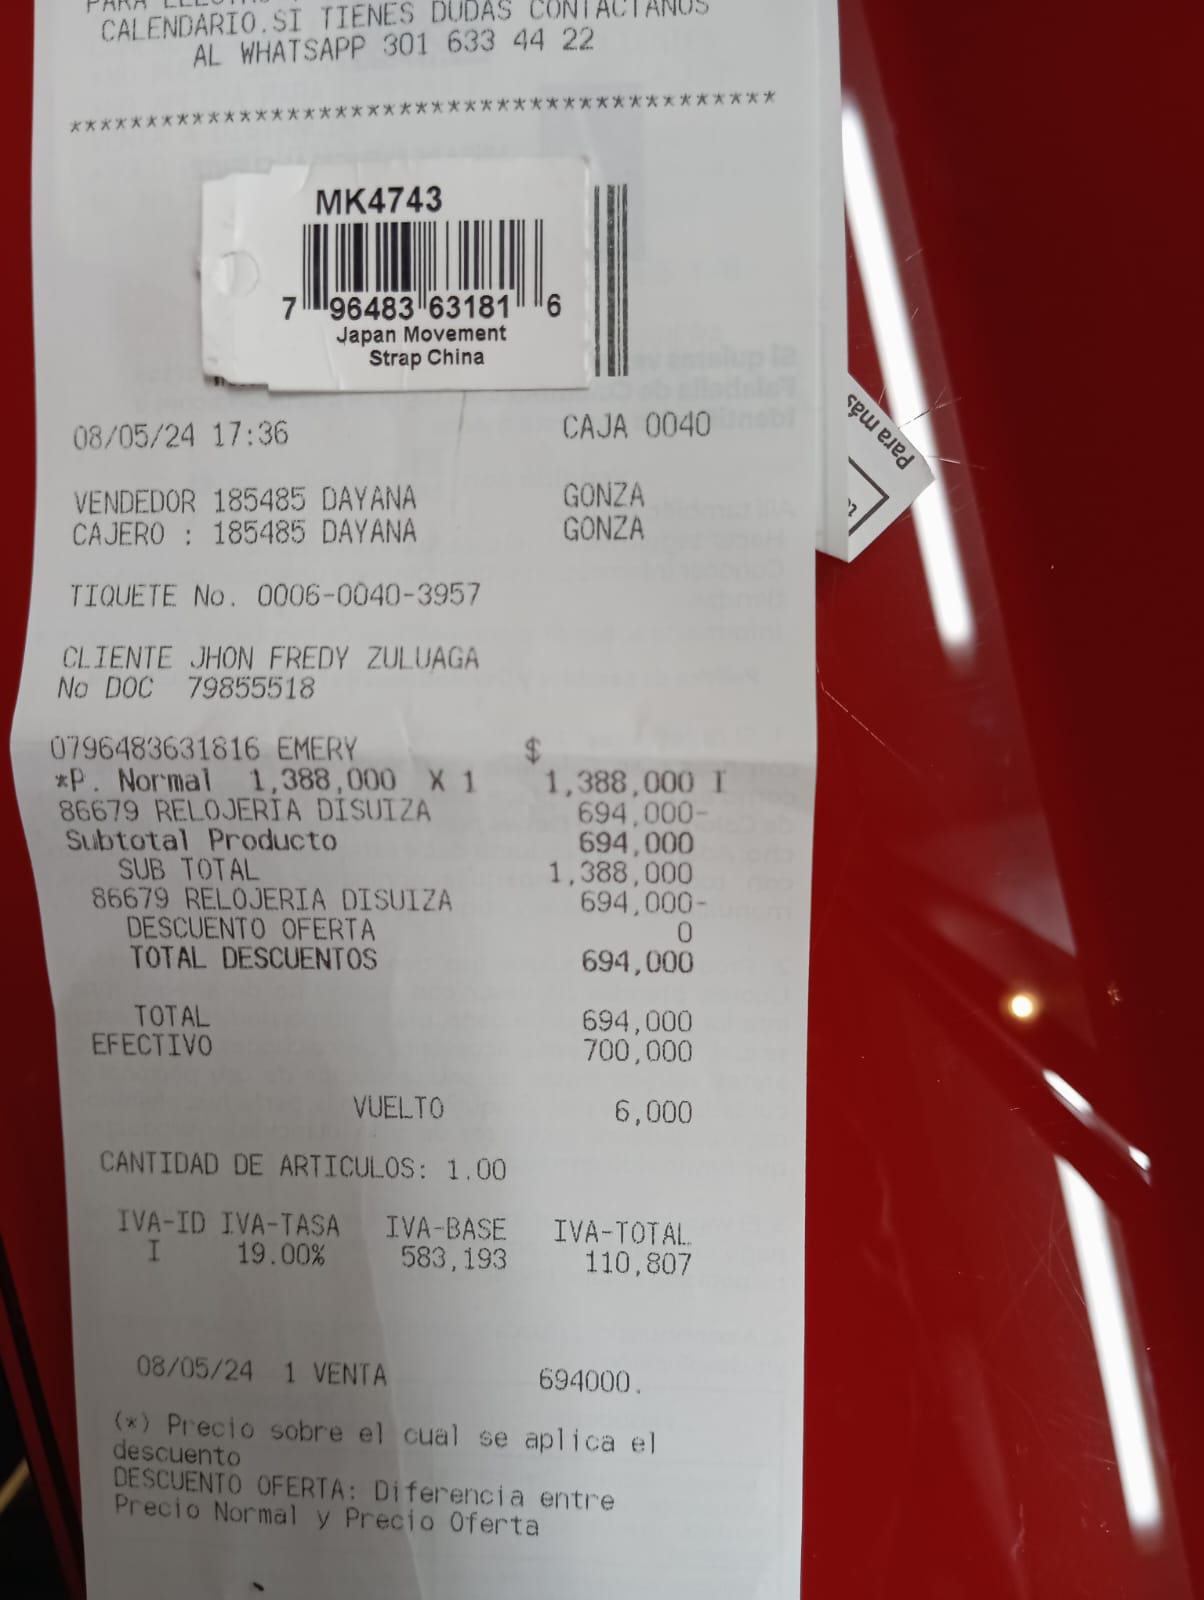 CALENDARIO.SI TIENES DUDAS CONTACTANOS
AL WHATSAPP 301 633 44 22
**********************************************
MK4743
7 96483 63181 6
Japan Movement
Strap China
08/05/24 17:36 CAJA 0040
VENDEDOR 185485 DAYANA GONZA
CAJERO : 185485 DAYANA GONZA
TIQUETE No. 0006-0040-3957
CLIENTE JHON FREDY ZULUAGA
No DOC 79855518
0796483631816 EMERY $
*P. Normal 1,388,000 X 1 1,388,000 I
86679 RELOJERIA DISUIZA 694,000-
Subtotal Producto 694,000
SUB TOTAL 1,388,000
86679 RELOJERIA DISUIZA 694,000-
DESCUENTO OFERTA 0
TOTAL DESCUENTOS 694,000
TOTAL 694,000
EFECTIVO 700,000
VUELTO 6,000
CANTIDAD DE ARTICULOS: 1.00
IVA-ID IVA-TASA IVA-BASE IVA-TOTAL
I 19.00% 583,193 110,807
08/05/24 1 VENTA 694000.
(*) Precio sobre el cual se aplica el
descuento
DESCUENTO OFERTA: Diferencia entre
Precio Normal y Precio Oferta
Para más